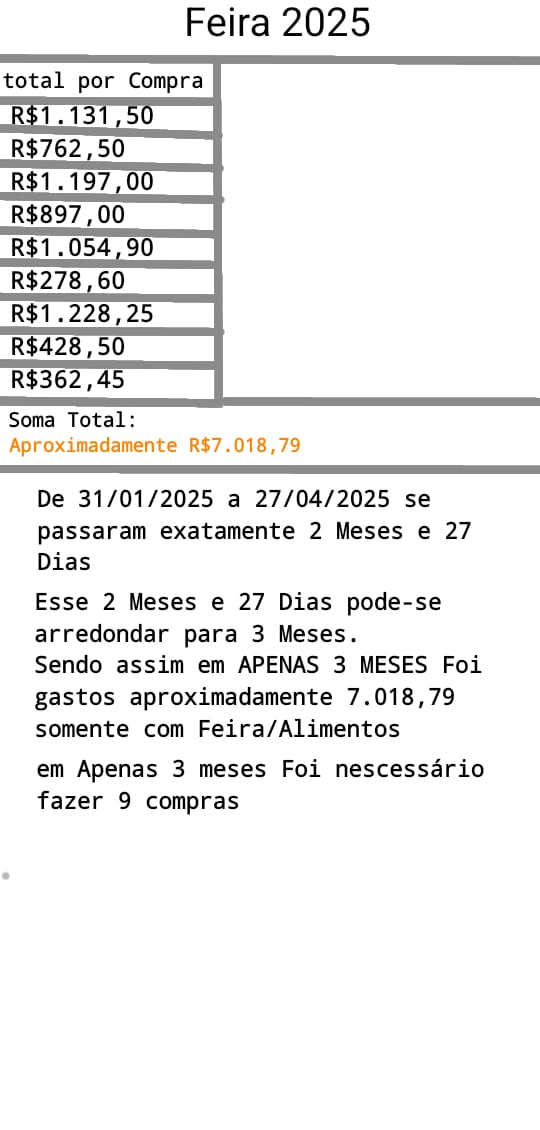 Feira 2025
total por Compra
R$1.131,50
R$762,50
R$1.197,00
R$897,00
R$1.054,90
R$278,60
R$1.228,25
R$428,50
R$362,45
Soma Total:
Aproximadamente R$7.018,79
De 31/01/2025 a 27/04/2025 se
passaram exatamente 2 Meses e 27
Dias
Esse 2 Meses e 27 Dias pode-se
arredondar para 3 Meses.
Sendo assim em APENAS 3 MESES Foi
gastos aproximadamente 7.018,79
somente com Feira/Alimentos
em Apenas 3 meses Foi nescessário
fazer 9 compras